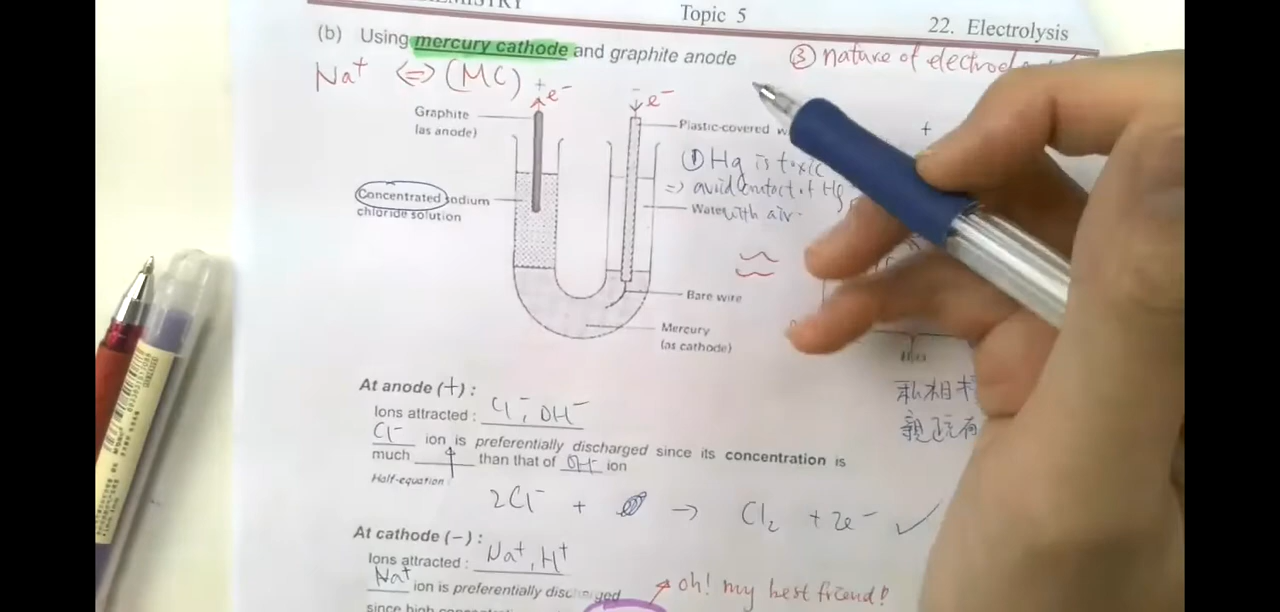 Topic 5
22. Electrolysis
(b) Using mercury cathode and graphite anode
③ nature of
Na⁺ ⇔ (MC)
+ e⁻
- e⁻
Graphite
(as anode)
Plastic-covered
+
① Hg is toxic
⇒ avoid contact of Hg
with air.
Concentrated sodium
chloride solution
Water
Bare wire
Mercury
(as cathode)
At anode (+) :
Ions attracted : Cl⁻, OH⁻
Cl⁻ ion is preferentially discharged since its concentration is
much ↑ than that of OH⁻ ion
Half-equation :
2Cl⁻ + → Cl₂ + 2e⁻ ✓
At cathode (−) :
Ions attracted : Na⁺, H⁺
Na⁺ ion is preferentially discharged
oh! my best friend!
since high